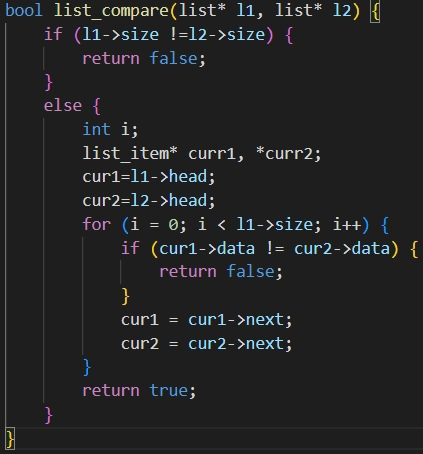 bool list_compare(list* l1, list* l2) {
    if (l1->size !=l2->size) {
        return false;
    }
    else {
        int i;
        list_item* curr1, *curr2;
        cur1=l1->head;
        cur2=l2->head;
        for (i = 0; i < l1->size; i++) {
            if (cur1->data != cur2->data) {
                return false;
            }
            cur1 = cur1->next;
            cur2 = cur2->next;
        }
        return true;
    }
}